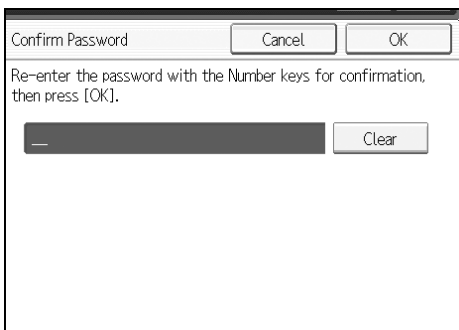 Confirm Password
Cancel
OK
Re-enter the password with the Number keys for confirmation,
then press [OK].
Clear